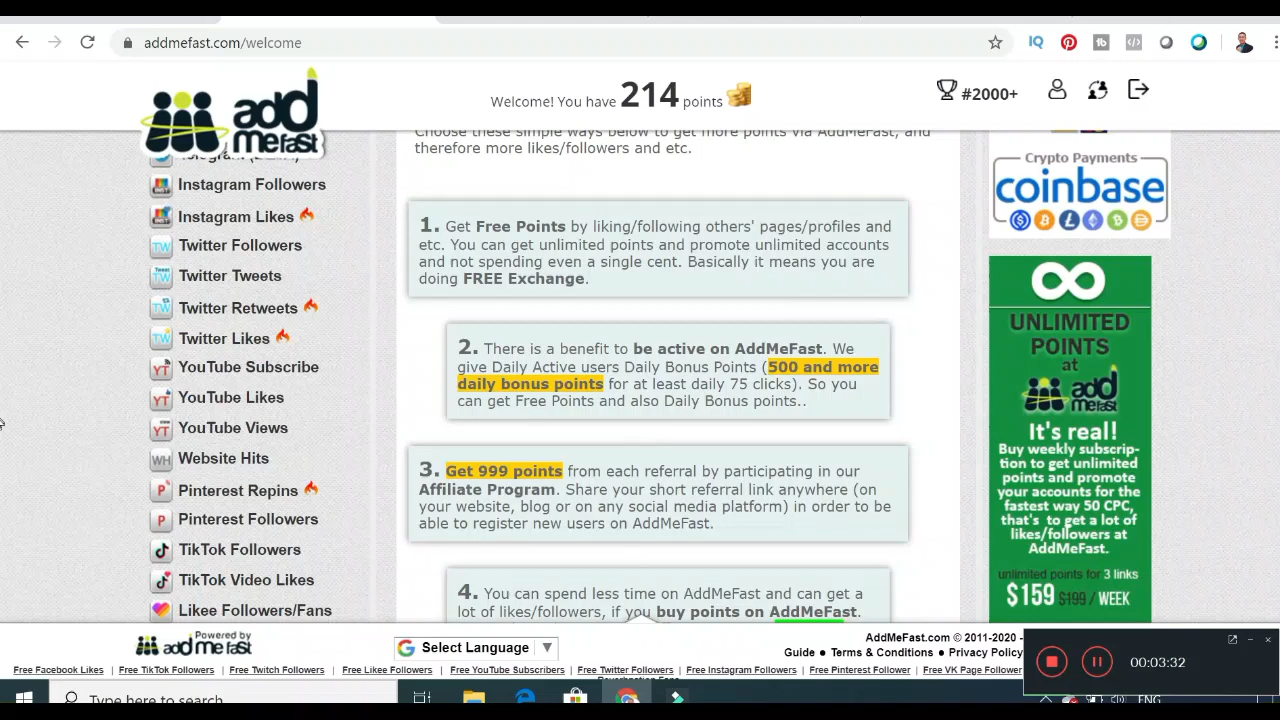 addmefast.com/welcome
add
me fast
Welcome! You have 214 points
#2000+
Choose these simple ways below to get more points via AddMeFast, and
therefore more likes/followers and etc.
Instagram Followers
Instagram Likes
Twitter Followers
Twitter Tweets
Twitter Retweets
Twitter Likes
YouTube Subscribe
YouTube Likes
YouTube Views
WH
Website Hits
Pinterest Repins
Pinterest Followers
TikTok Followers
TikTok Video Likes
Likee Followers/Fans
1. Get Free Points by liking/following others' pages/profiles and
etc. You can get unlimited points and promote unlimited accounts
and not spending even a single cent. Basically it means you are
doing FREE Exchange.
2. There is a benefit to be active on AddMeFast. We
give Daily Active users Daily Bonus Points (500 and more
daily bonus points for at least daily 75 clicks). So you
can get Free Points and also Daily Bonus points..
3. Get 999 points from each referral by participating in our
Affiliate Program. Share your short referral link anywhere (on
your website, blog or on any social media platform) in order to be
able to register new users on AddMeFast.
4. You can spend less time on AddMeFast and can get a
lot of likes/followers, if you buy points on AddMeFast.
Crypto Payments
coinbase
UNLIMITED
POINTS
at
add
me fast
It's real!
Buy weekly subscrip-
tion to get unlimited
points and promote
your accounts for the
fastest way 50 CPC,
that's to get a lot of
likes/followers at
AddMeFast.
unlimited points for 3 links
$159 $199 / WEEK
Powered by
add me fast
Select Language
AddMeFast.com © 2011-2020 -
Guide • Terms & Conditions • Privacy Policy
Free Facebook Likes | Free TikTok Followers | Free Twitch Followers | Free Likee Followers | Free YouTube Subscribers | Free Twitter Followers | Free Instagram Followers | Free Pinterest Follower | Free VK Page Follower
00:03:32
Type here to search
ENG